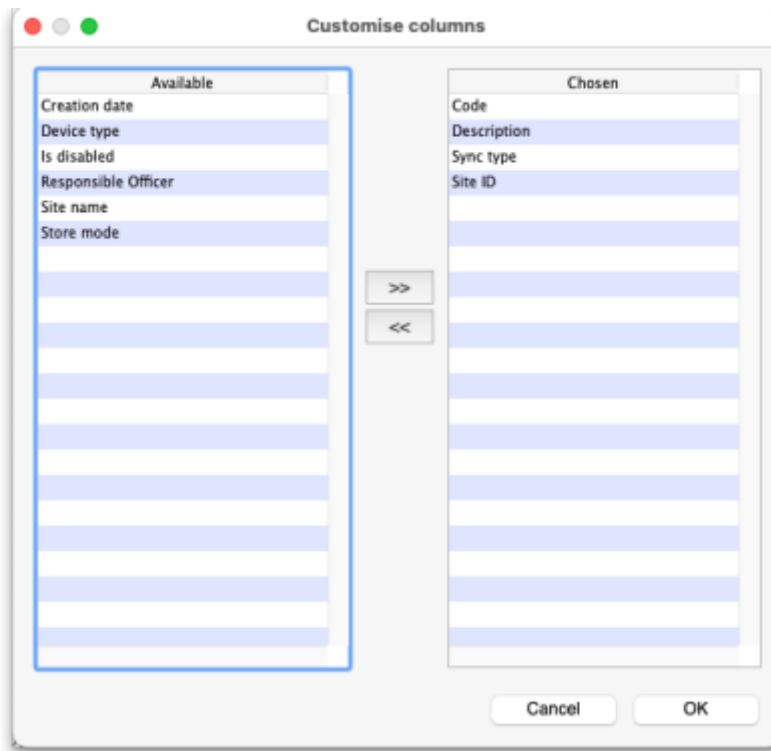 Customise columns
Available
Creation date
Device type
Is disabled
Responsible Officer
Site name
Store mode
>>
<<
Chosen
Code
Description
Sync type
Site ID
Cancel
OK